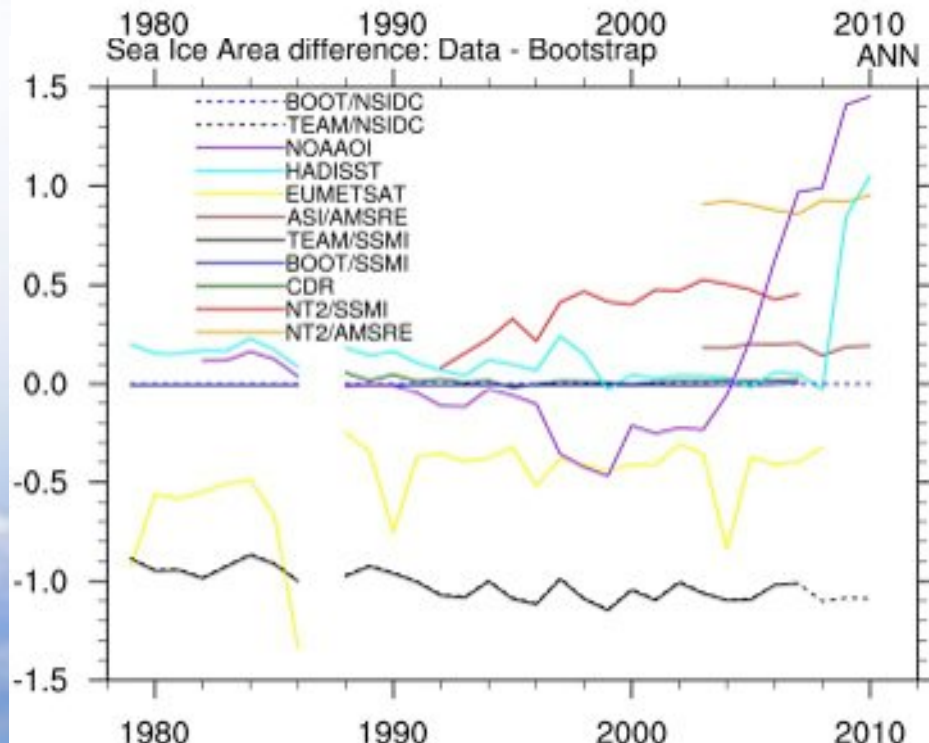 1980 1990 2000 2010
Sea Ice Area difference: Data - Bootstrap
ANN
1.5
BOOT/NSIDC
TEAM/NSIDC
NOAAOI
HADISST
1.0
EUMETSAT
ASI/AMSRE
TEAM/SSMI
BOOT/SSMI
0.5
CDR
NT2/SSMI
NT2/AMSRE
0.0
-0.5
-1.0
-1.5
1980 1990 2000 2010